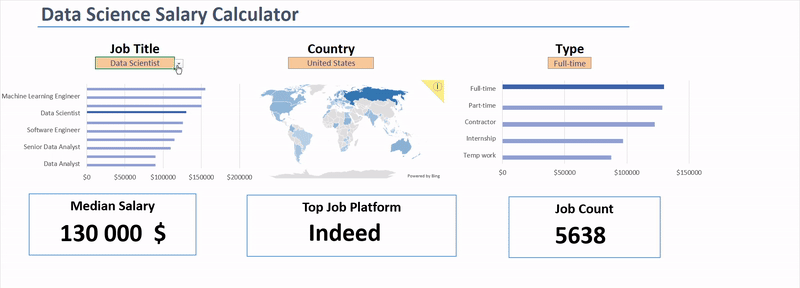 Data Science Salary Calculator
Job Title
Data Scientist
Country
United States
Type
Full-time
Machine Learning Engineer
Data Scientist
Software Engineer
Senior Data Analyst
Data Analyst
$0 $50000 $100000 $150000 $200000
Powered by Bing
Full-time
Part-time
Contractor
Internship
Temp work
$0 $50000 $100000 $150000
Median Salary
130 000 $
Top Job Platform
Indeed
Job Count
5638